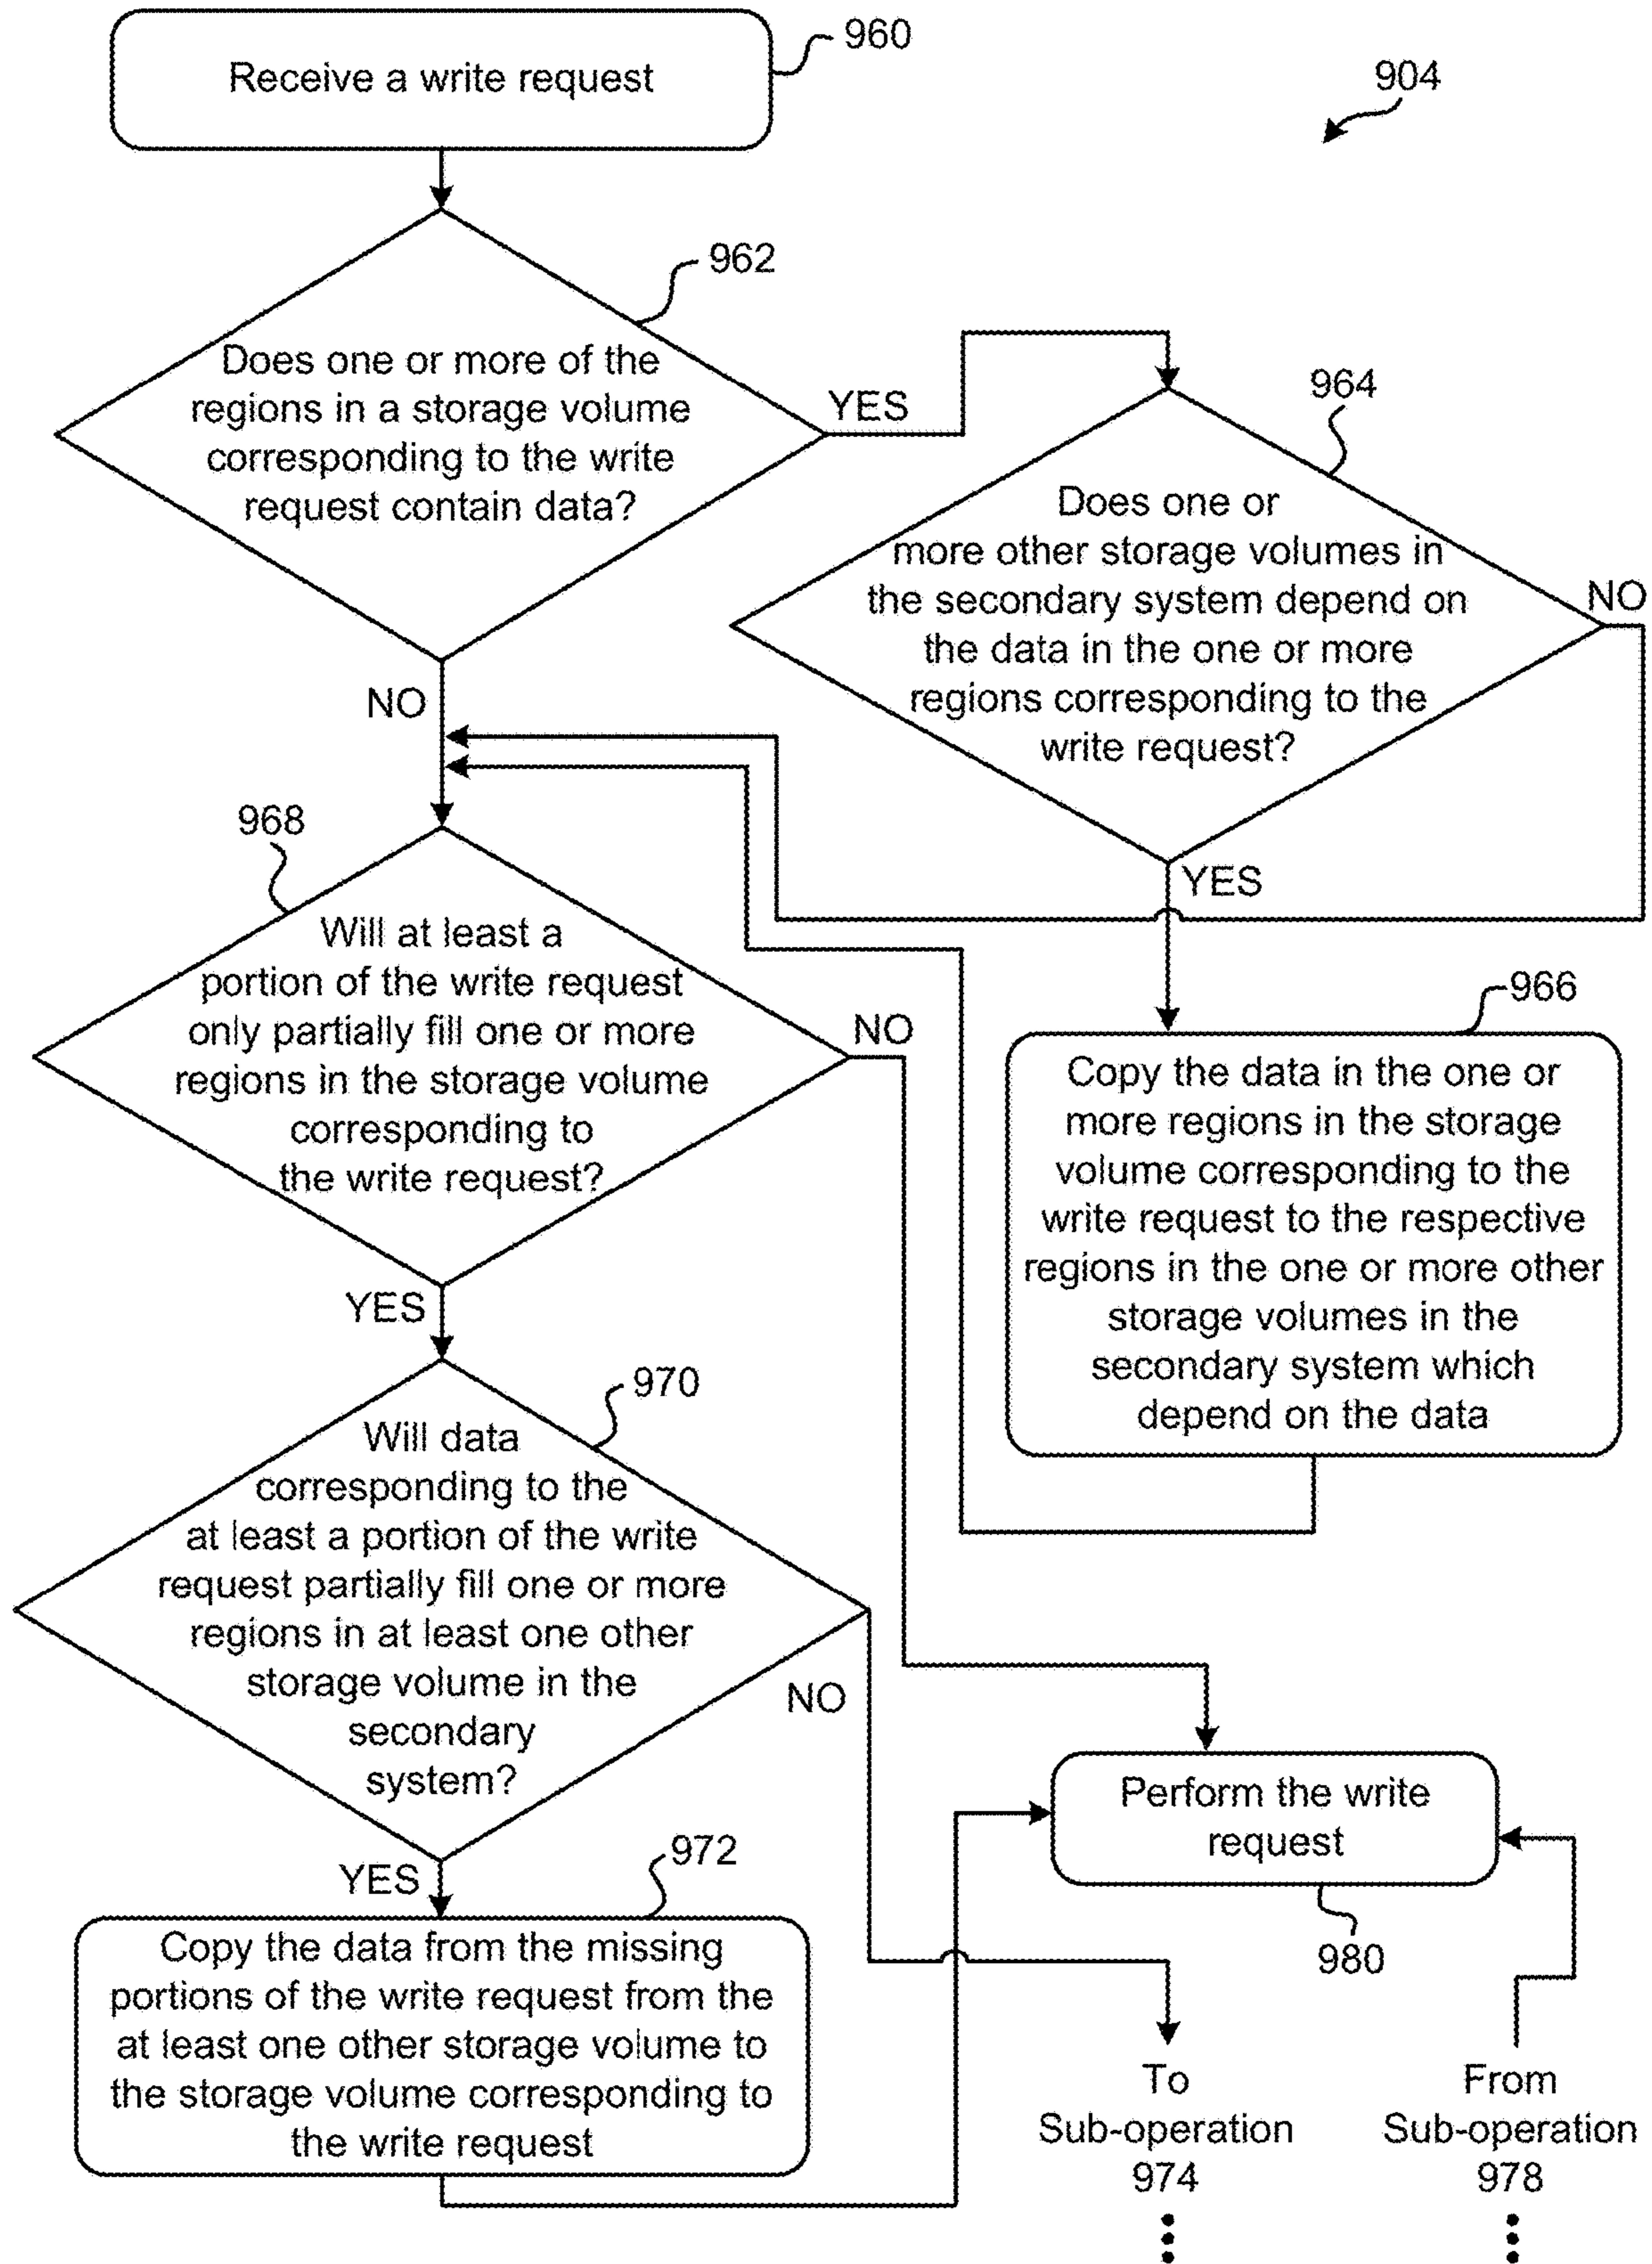 960
Receive a write request
904
962
Does one or more of the
regions in a storage volume
corresponding to the write
request contain data?
YES
964
Does one or
more other storage volumes in
the secondary system depend on
the data in the one or more
regions corresponding to the
write request?
NO
NO
YES
968
Will at least a
portion of the write request
only partially fill one or more
regions in the storage volume
corresponding to
the write request?
NO
YES
966
Copy the data in the one or
more regions in the storage
volume corresponding to the
write request to the respective
regions in the one or more other
storage volumes in the
secondary system which
depend on the data
970
Will data
corresponding to the
at least a portion of the write
request partially fill one or more
regions in at least one other
storage volume in the
secondary
system?
NO
YES
972
Copy the data from the missing
portions of the write request from the
at least one other storage volume to
the storage volume corresponding to
the write request
Perform the write
request
980
To
Sub-operation
974
From
Sub-operation
978